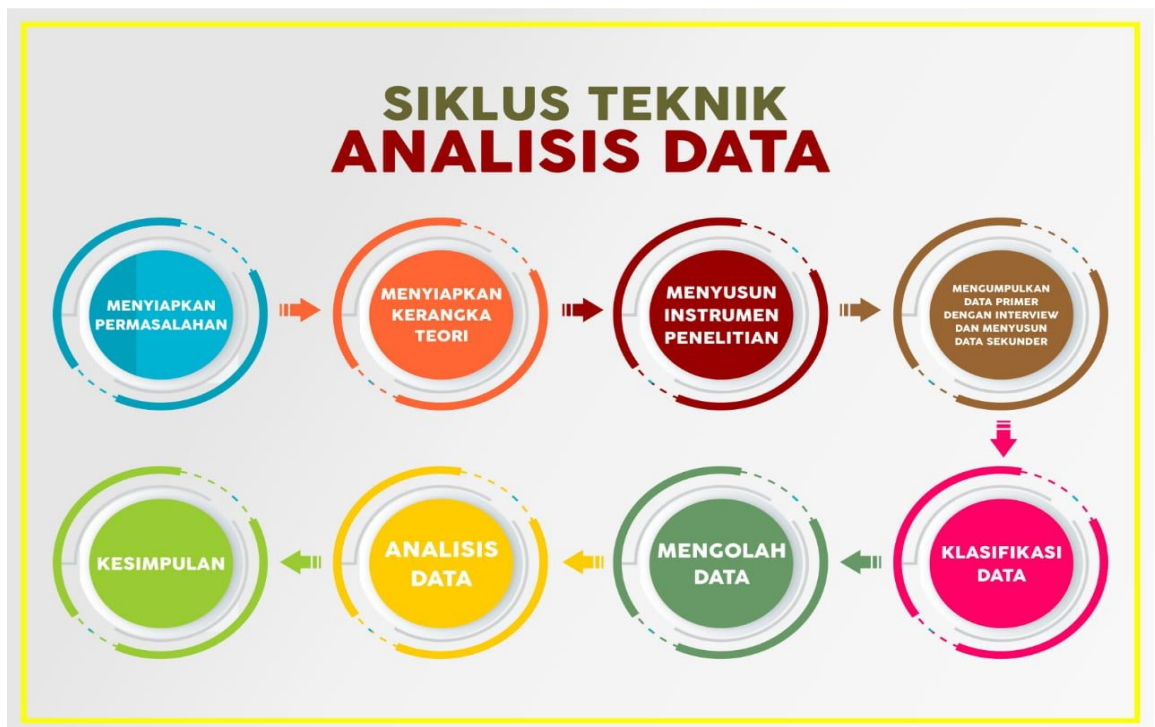 SIKLUS TEKNIK
ANALISIS DATA
MENYIAPKAN
PERMASALAHAN
MENYIAPKAN
KERANGKA
TEORI
MENYUSUN
INSTRUMEN
PENELITIAN
MENGUMPULKAN
DATA PRIMER
DENGAN INTERVIEW
DAN MENYUSUN
DATA SEKUNDER
KLASIFIKASI
DATA
MENGOLAH
DATA
ANALISIS
DATA
KESIMPULAN